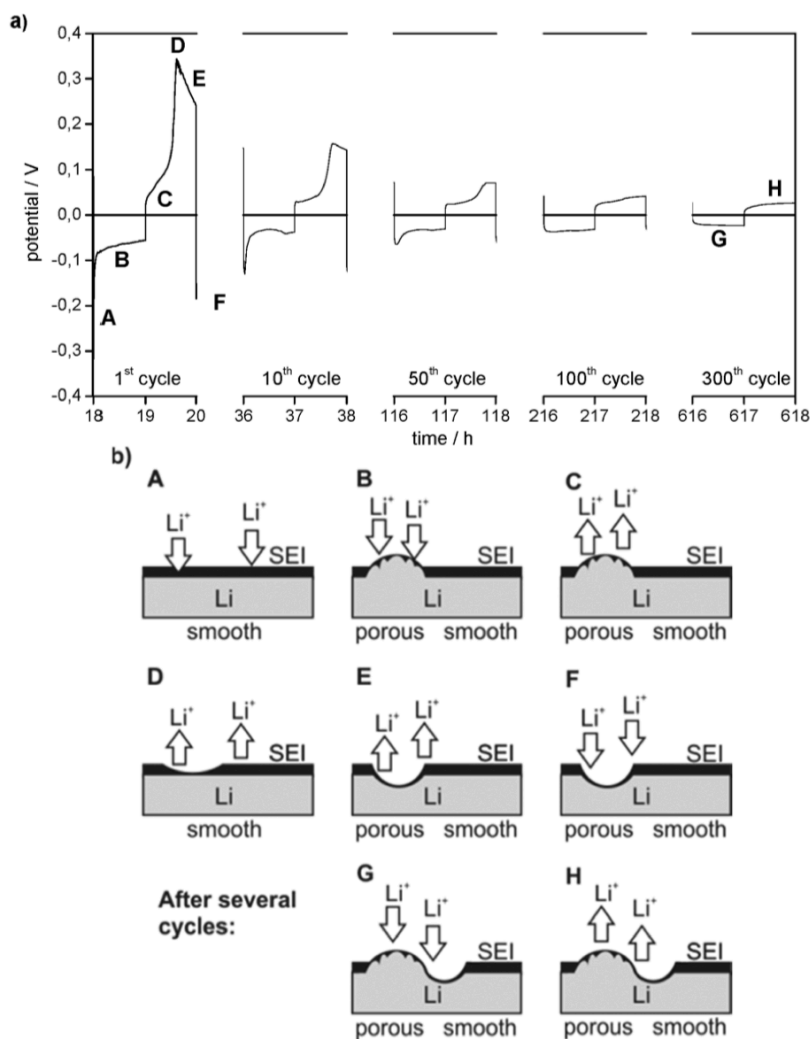 a)
0,4
0,3
0,2
0,1
0,0
-0,1
-0,2
-0,3
-0,4
potential / V
A
B
C
D
E
F
G
H
1st cycle
10th cycle
50th cycle
100th cycle
300th cycle
18 19 20 36 37 38 116 117 118 216 217 218 616 617 618
time / h
b)
A B C
Li+ Li+ Li+ Li+ Li+ Li+
SEI SEI SEI
Li Li Li
smooth porous smooth porous smooth
D E F
Li+ Li+ Li+ Li+ Li+ Li+
SEI SEI SEI
Li Li Li
smooth porous smooth porous smooth
After several
cycles:
G H
Li+ Li+ Li+ Li+
SEI SEI
Li Li
porous smooth porous smooth